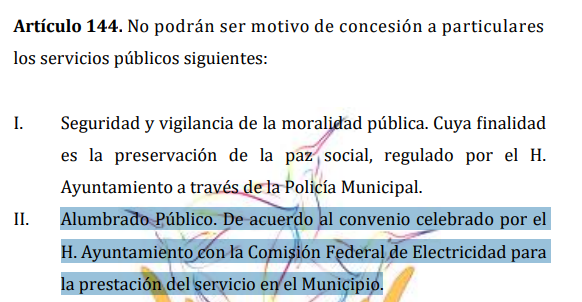 Artículo 144. No podrán ser motivo de concesión a particulares
los servicios públicos siguientes:
I. Seguridad y vigilancia de la moralidad pública. Cuya finalidad
es la preservación de la paz social, regulado por el H.
Ayuntamiento a través de la Policía Municipal.
II. Alumbrado Público. De acuerdo al convenio celebrado por el
H. Ayuntamiento con la Comisión Federal de Electricidad para
la prestación del servicio en el Municipio.